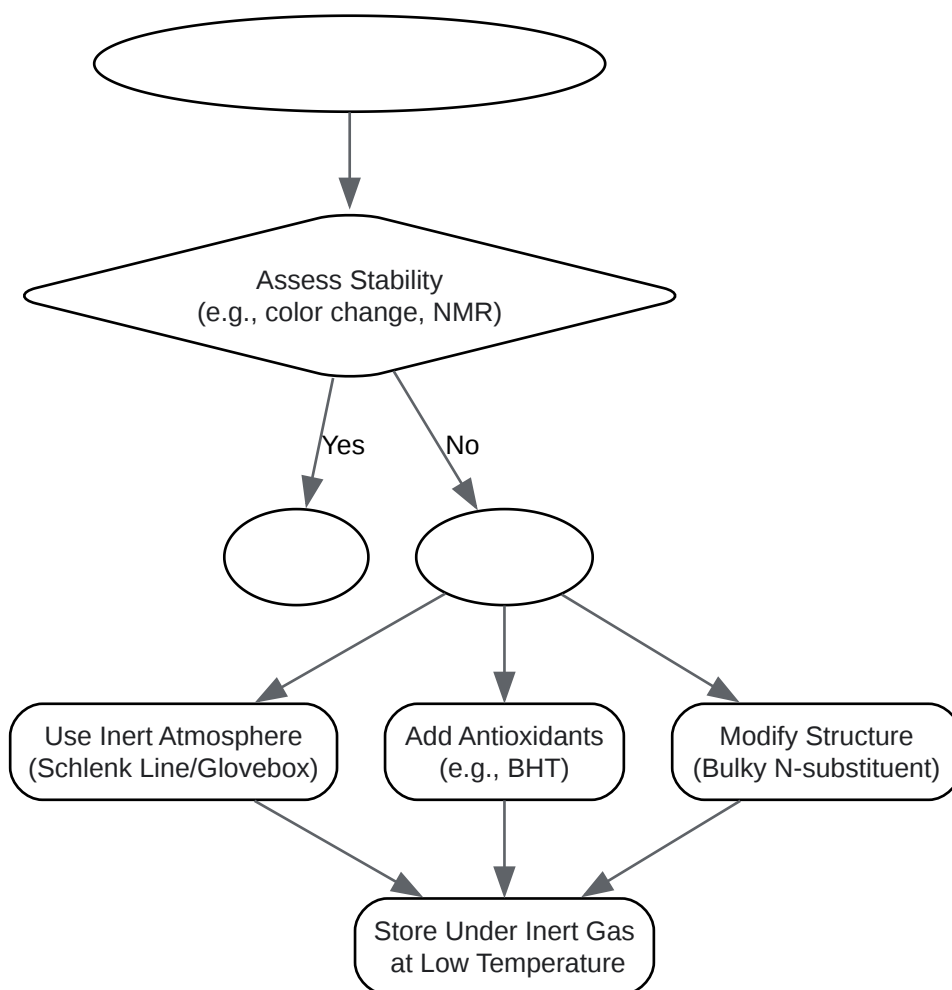 Assess Stability
(e.g., color change, NMR)
Yes
No
Use Inert Atmosphere
(Schlenk Line/Glovebox)
Add Antioxidants
(e.g., BHT)
Modify Structure
(Bulky N-substituent)
Store Under Inert Gas
at Low Temperature